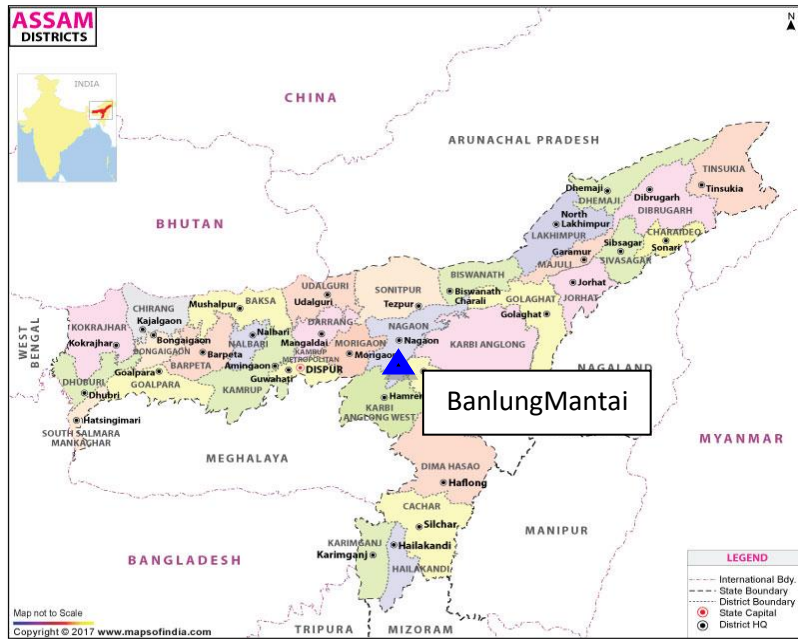 ASSAM
DISTRICTS
N
INDIA
CHINA
ARUNACHAL PRADESH
BHUTAN
TINSUKIA
Tinsukia
Dhemaji
DHEMAJI
Dibrugarh
DIBRUGARH
North
Lakhimpur
LAKHIMPUR
CHARAIDEO
Sonari
Sibsagar
SIVASAGAR
Garamur
MAJULI
Jorhat
JORHAT
BISWANATH
Biswanath
Charali
GOLAGHAT
Golaghat
SONITPUR
Tezpur
UDALGURI
Udalguri
BAKSA
Mushalpur
CHIRANG
Kajalgaon
KOKRAJHAR
Kokrajhar
WEST
BENGAL
Bongaigaon
BONGAIGAON
Nalbari
NALBARI
DARRANG
Mangaldai
NAGAON
Nagaon
KARBI ANGLONG
MORIGAON
Morigaon
Barpeta
BARPETA
Goalpara
GOALPARA
Amingaon
KAMRUP
METROPOLITAN
Guwahati
DISPUR
KAMRUP
DHUBURI
Dhubri
Hatsingimari
SOUTH SALMARA
MANKACHAR
Hamren
KARBI
ANGLONG WEST
BanlungMantai
NAGALAND
MYANMAR
MEGHALAYA
DIMA HASAO
Haflong
CACHAR
Silchar
MANIPUR
KARIMGANJ
Karimganj
Hailakandi
HAILAKANDI
BANGLADESH
TRIPURA
MIZORAM
LEGEND
International Bdy.
State Boundary
District Boundary
State Capital
District HQ
Map not to Scale
Copyright © 2017 www.mapsofindia.com